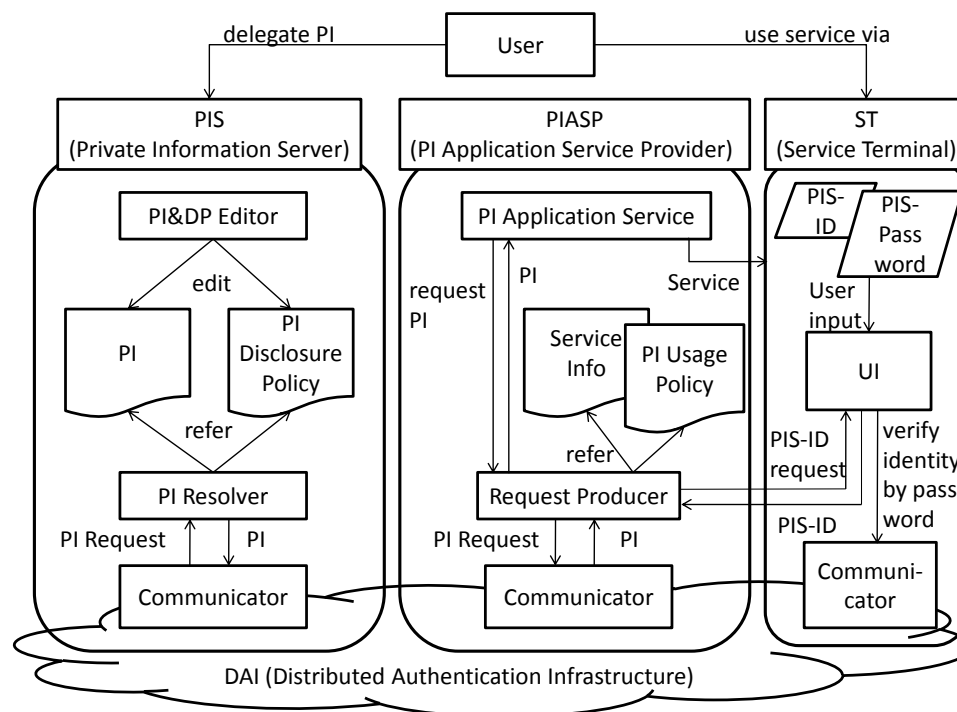 delegate PI
User
use service via
PIS
(Private Information Server)
PIASP
(PI Application Service Provider)
ST
(Service Terminal)
PI&DP Editor
edit
PI
PI
Disclosure
Policy
refer
PI Resolver
PI Request
PI
Communicator
PI Application Service
request
PI
PI
Service
Service
Info
PI Usage
Policy
refer
Request Producer
PI Request
PI
Communicator
PIS-
ID
PIS-
Pass
word
User
input
UI
PIS-ID
request
verify
identity
by pass
word
PIS-ID
Communi-
cator
DAI (Distributed Authentication Infrastructure)